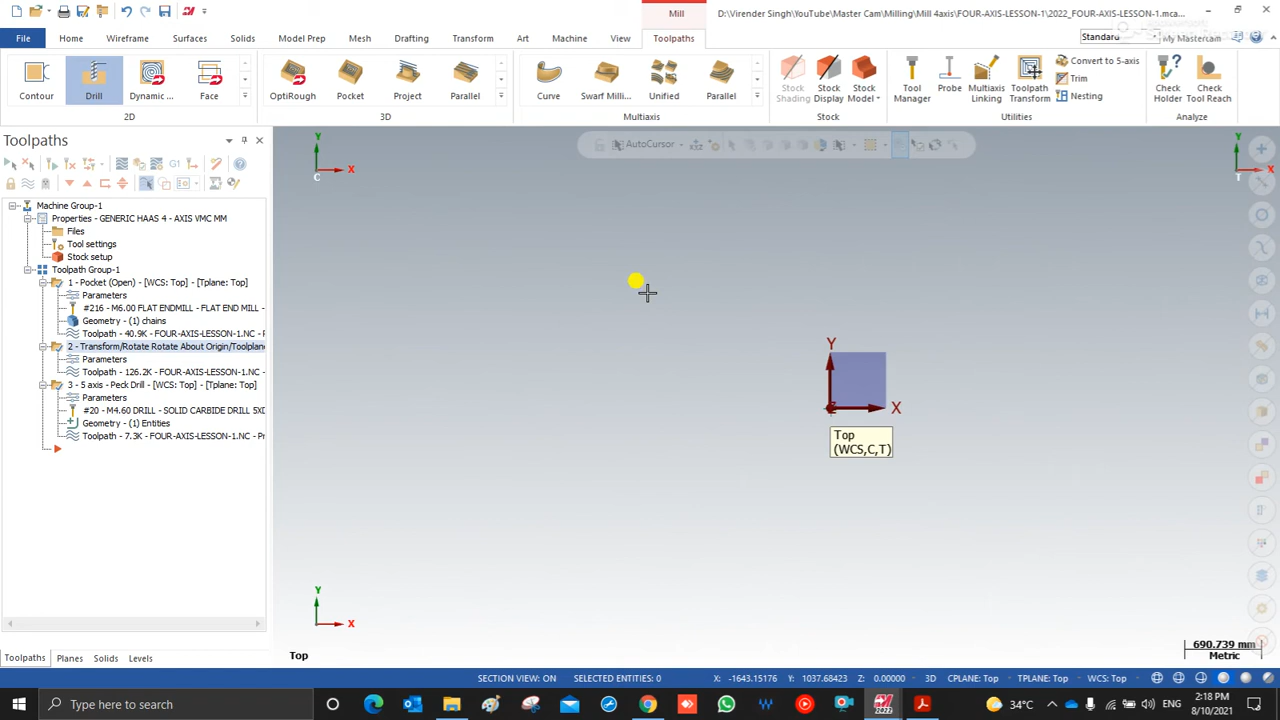 Mill
D:\Virender Singh\YouTube\Master Cam\Milling\Mill 4axis\FOUR-AXIS-LESSON-1\2022_FOUR-AXIS-LESSON-1.mca...
File
Home
Wireframe
Surfaces
Solids
Model Prep
Mesh
Drafting
Transform
Art
Machine
View
Toolpaths
Standard
My Mastercam
Contour
Drill
Dynamic ...
Face
OptiRough
Pocket
Project
Parallel
Curve
Swarf Milli...
Unified
Parallel
Stock Shading
Stock Display
Stock Model
Tool Manager
Probe
Multiaxis Linking
Toolpath Transform
Convert to 5-axis
Trim
Nesting
Check Holder
Check Tool Reach
2D
3D
Multiaxis
Stock
Utilities
Analyze
Toolpaths
AutoCursor
XYZ
G1
Machine Group-1
Properties - GENERIC HAAS 4 - AXIS VMC MM
Files
Tool settings
Stock setup
Toolpath Group-1
1 - Pocket (Open) - [WCS: Top] - [Tplane: Top]
Parameters
#216 - M6.00 FLAT ENDMILL - FLAT END MILL -
Geometry - (1) chains
Toolpath - 40.9K - FOUR-AXIS-LESSON-1.NC - P
2 - Transform/Rotate Rotate About Origin/Toolplane
Parameters
Toolpath - 126.2K - FOUR-AXIS-LESSON-1.NC - P
3 - 5 axis - Peck Drill - [WCS: Top] - [Tplane: Top]
Parameters
#20 - M4.60 DRILL - SOLID CARBIDE DRILL 5XD
Geometry - (1) Entities
Toolpath - 7.3K - FOUR-AXIS-LESSON-1.NC - Pr
Y
X
C
Y
X
T
Y
X
Z
Top
(WCS,C,T)
Y
X
Top
690.739 mm
Metric
Toolpaths
Planes
Solids
Levels
SECTION VIEW: ON
SELECTED ENTITIES: 0
X: -1643.15176
Y: 1037.68423
Z: 0.00000
3D
CPLANE: Top
TPLANE: Top
WCS: Top
Type here to search
2022
34°C
ENG
2:18 PM
8/10/2021